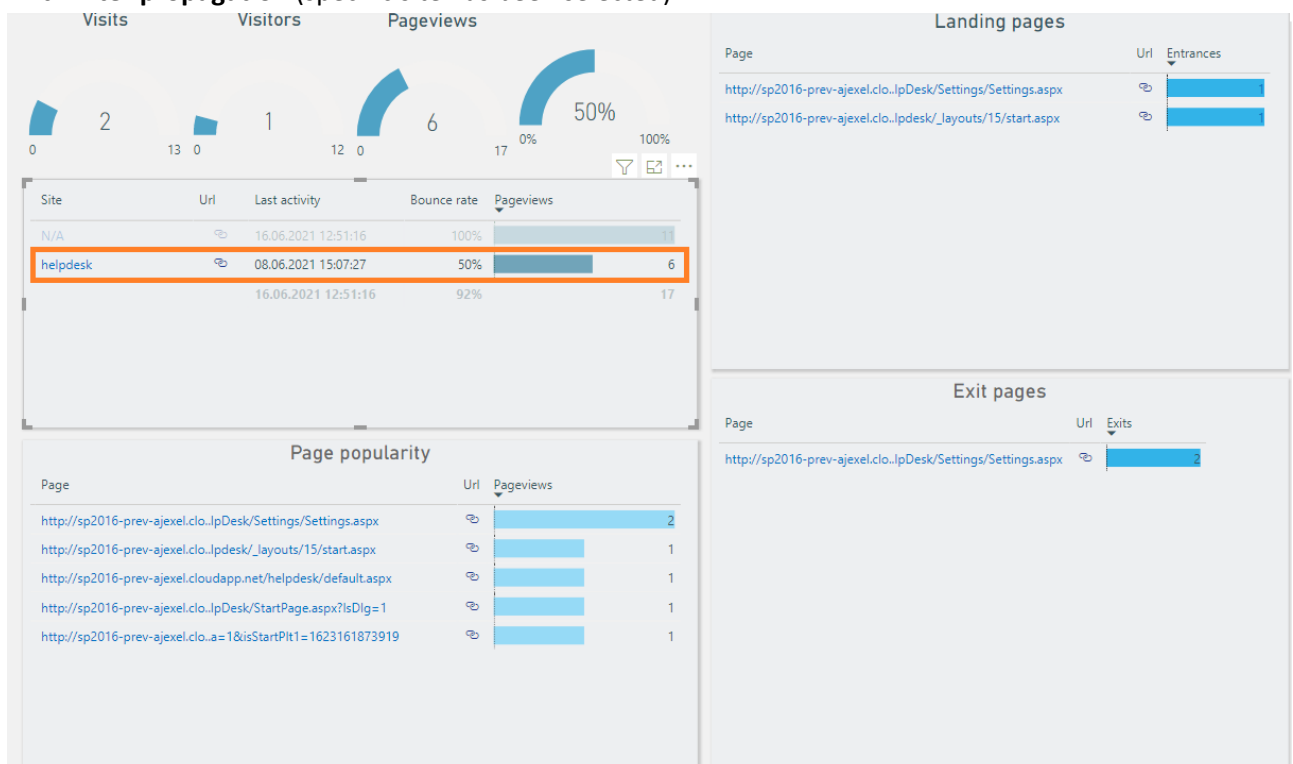 Visits Visitors Pageviews
2
0 13
1
0 12
6
0 17
50%
0% 100%
Site Url Last activity Bounce rate Pageviews
N/A 16.06.2021 12:51:16 100% 11
helpdesk 08.06.2021 15:07:27 50% 6
16.06.2021 12:51:16 92% 17
Page popularity
Page Url Pageviews
http://sp2016-prev-ajexel.clo..lpDesk/Settings/Settings.aspx 2
http://sp2016-prev-ajexel.clo..lpdesk/_layouts/15/start.aspx 1
http://sp2016-prev-ajexel.cloudapp.net/helpdesk/default.aspx 1
http://sp2016-prev-ajexel.clo..lpDesk/StartPage.aspx?IsDlg=1 1
http://sp2016-prev-ajexel.clo..a=1&isStartPlt1=1623161873919 1
Landing pages
Page Url Entrances
http://sp2016-prev-ajexel.clo..lpDesk/Settings/Settings.aspx 1
http://sp2016-prev-ajexel.clo..lpdesk/_layouts/15/start.aspx 1
Exit pages
Page Url Exits
http://sp2016-prev-ajexel.clo..lpDesk/Settings/Settings.aspx 2